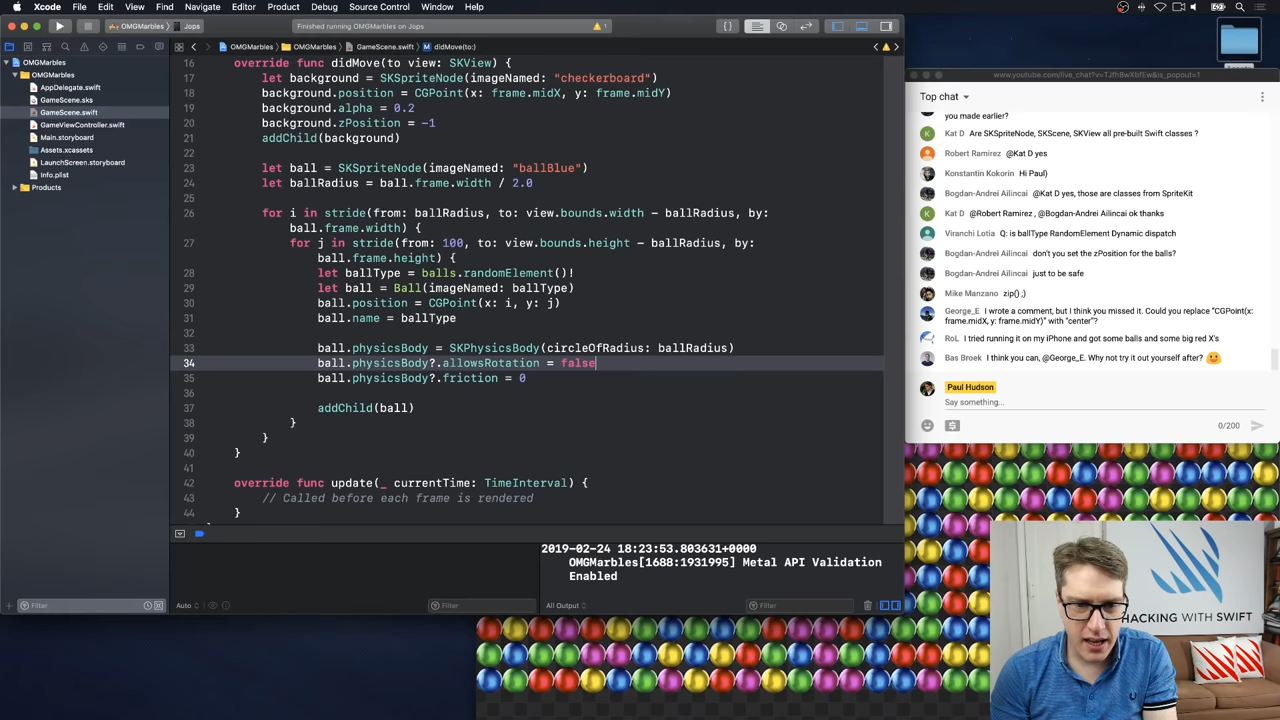 Xcode File Edit View Find Navigate Editor Product Debug Source Control Window Help
OMGMarbles Jops
Finished running OMGMarbles on Jops
1
OMGMarbles OMGMarbles GameScene.swift didMove(to:)
OMGMarbles
OMGMarbles
AppDelegate.swift
GameScene.sks
GameScene.swift
GameViewController.swift
Main.storyboard
Assets.xcassets
LaunchScreen.storyboard
Info.plist
Products
16 override func didMove(to view: SKView) {
17 let background = SKSpriteNode(imageNamed: "checkerboard")
18 background.position = CGPoint(x: frame.midX, y: frame.midY)
19 background.alpha = 0.2
20 background.zPosition = -1
21 addChild(background)
22
23 let ball = SKSpriteNode(imageNamed: "ballBlue")
24 let ballRadius = ball.frame.width / 2.0
25
26 for i in stride(from: ballRadius, to: view.bounds.width - ballRadius, by:
ball.frame.width) {
27 for j in stride(from: 100, to: view.bounds.height - ballRadius, by:
ball.frame.height) {
28 let ballType = balls.randomElement()!
29 let ball = Ball(imageNamed: ballType)
30 ball.position = CGPoint(x: i, y: j)
31 ball.name = ballType
32
33 ball.physicsBody = SKPhysicsBody(circleOfRadius: ballRadius)
34 ball.physicsBody?.allowsRotation = false
35 ball.physicsBody?.friction = 0
36
37 addChild(ball)
38 }
39 }
40 }
41
42 override func update(_ currentTime: TimeInterval) {
43 // Called before each frame is rendered
44 }
2019-02-24 18:23:53.803631+0000
OMGMarbles[1688:1931995] Metal API Validation
Enabled
Filter
Auto
Filter
All Output
Filter
www.youtube.com/live_chat?v=TJfhBwXbfEw&is_popout=1
Top chat
you made earlier?
Kat D Are SKSpriteNode, SKScene, SKView all pre-built Swift classes ?
Robert Ramirez @Kat D yes
Konstantin Kokorin Hi Paul)
Bogdan-Andrei Ailincai @Kat D yes, those are classes from SpriteKit
Kat D @Robert Ramirez , @Bogdan-Andrei Ailincai ok thanks
Viranchi Lotia Q: is ballType RandomElement Dynamic dispatch
Bogdan-Andrei Ailincai don't you set the zPosition for the balls?
Bogdan-Andrei Ailincai just to be safe
Mike Manzano zip() ;)
George_E I wrote a comment, but I think you missed it. Could you replace "CGPoint(x:
frame.midX, y: frame.midY)" with "center"?
RoL I tried running it on my iPhone and got some balls and some big red X's
Bas Broek I think you can, @George_E. Why not try it out yourself after?
Paul Hudson
Say something...
0/200
HACKING WITH SWIFT